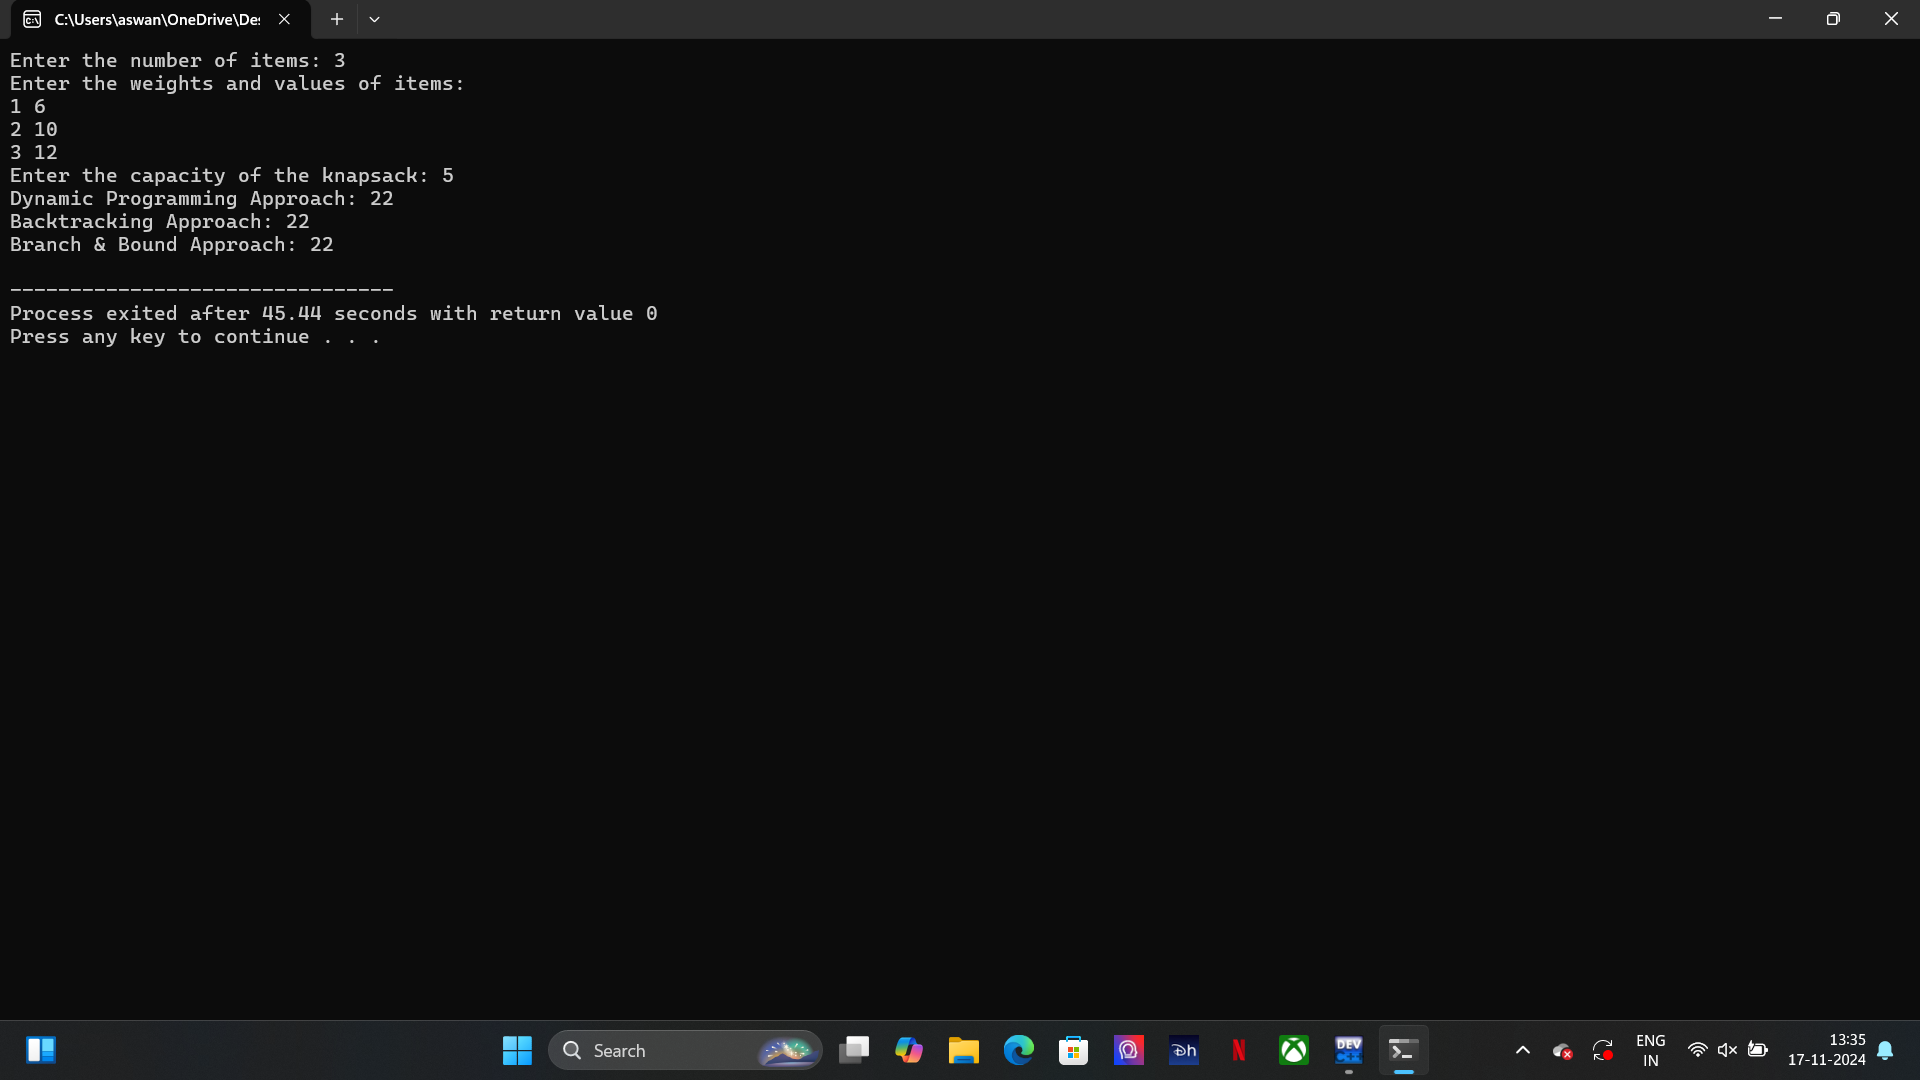 C:\Users\aswan\OneDrive\Des
Enter the number of items: 3
Enter the weights and values of items:
1 6
2 10
3 12
Enter the capacity of the knapsack: 5
Dynamic Programming Approach: 22
Backtracking Approach: 22
Branch & Bound Approach: 22
--------------------------------
Process exited after 45.44 seconds with return value 0
Press any key to continue . . .
Search
Dh
N
DEV
C++
ENG
IN
13:35
17-11-2024